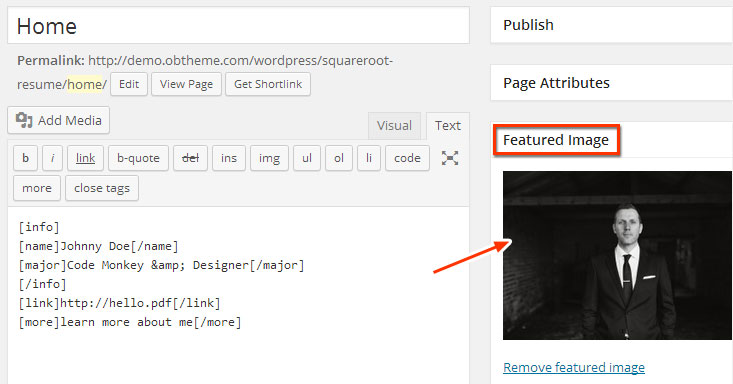 Home
Permalink: http://demo.obtheme.com/wordpress/squareroot-
resume/home/ Edit View Page Get Shortlink
Add Media
Visual Text
b i link b-quote del ins img ul ol li code
more close tags
[info]
[name]Johnny Doe[/name]
[major]Code Monkey &amp; Designer[/major]
[/info]
[link]http://hello.pdf[/link]
[more]learn more about me[/more]
Publish
Page Attributes
Featured Image
Remove featured image